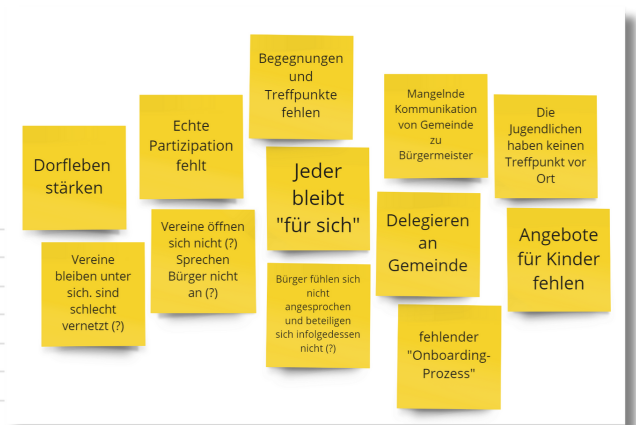 Begegnungen
und
Treffpunkte
fehlen
Mangelnde
Kommunikation
von Gemeinde
zu
Bürgermeister
Die
Jugendlichen
haben keinen
Treffpunkt vor
Ort
Echte
Partizipation
fehlt
Dorfleben
stärken
Jeder
bleibt
"für sich"
Delegieren
an
Gemeinde
Angebote
für Kinder
fehlen
Vereine öffnen
sich nicht (?)
Sprechen
Bürger nicht
an (?)
Vereine
bleiben unter
sich. sind
schlecht
vernetzt (?)
Bürger fühlen sich
nicht
angesprochen
und beteiligen
sich infolgedessen
nicht (?)
fehlender
"Onboarding-
Prozess"